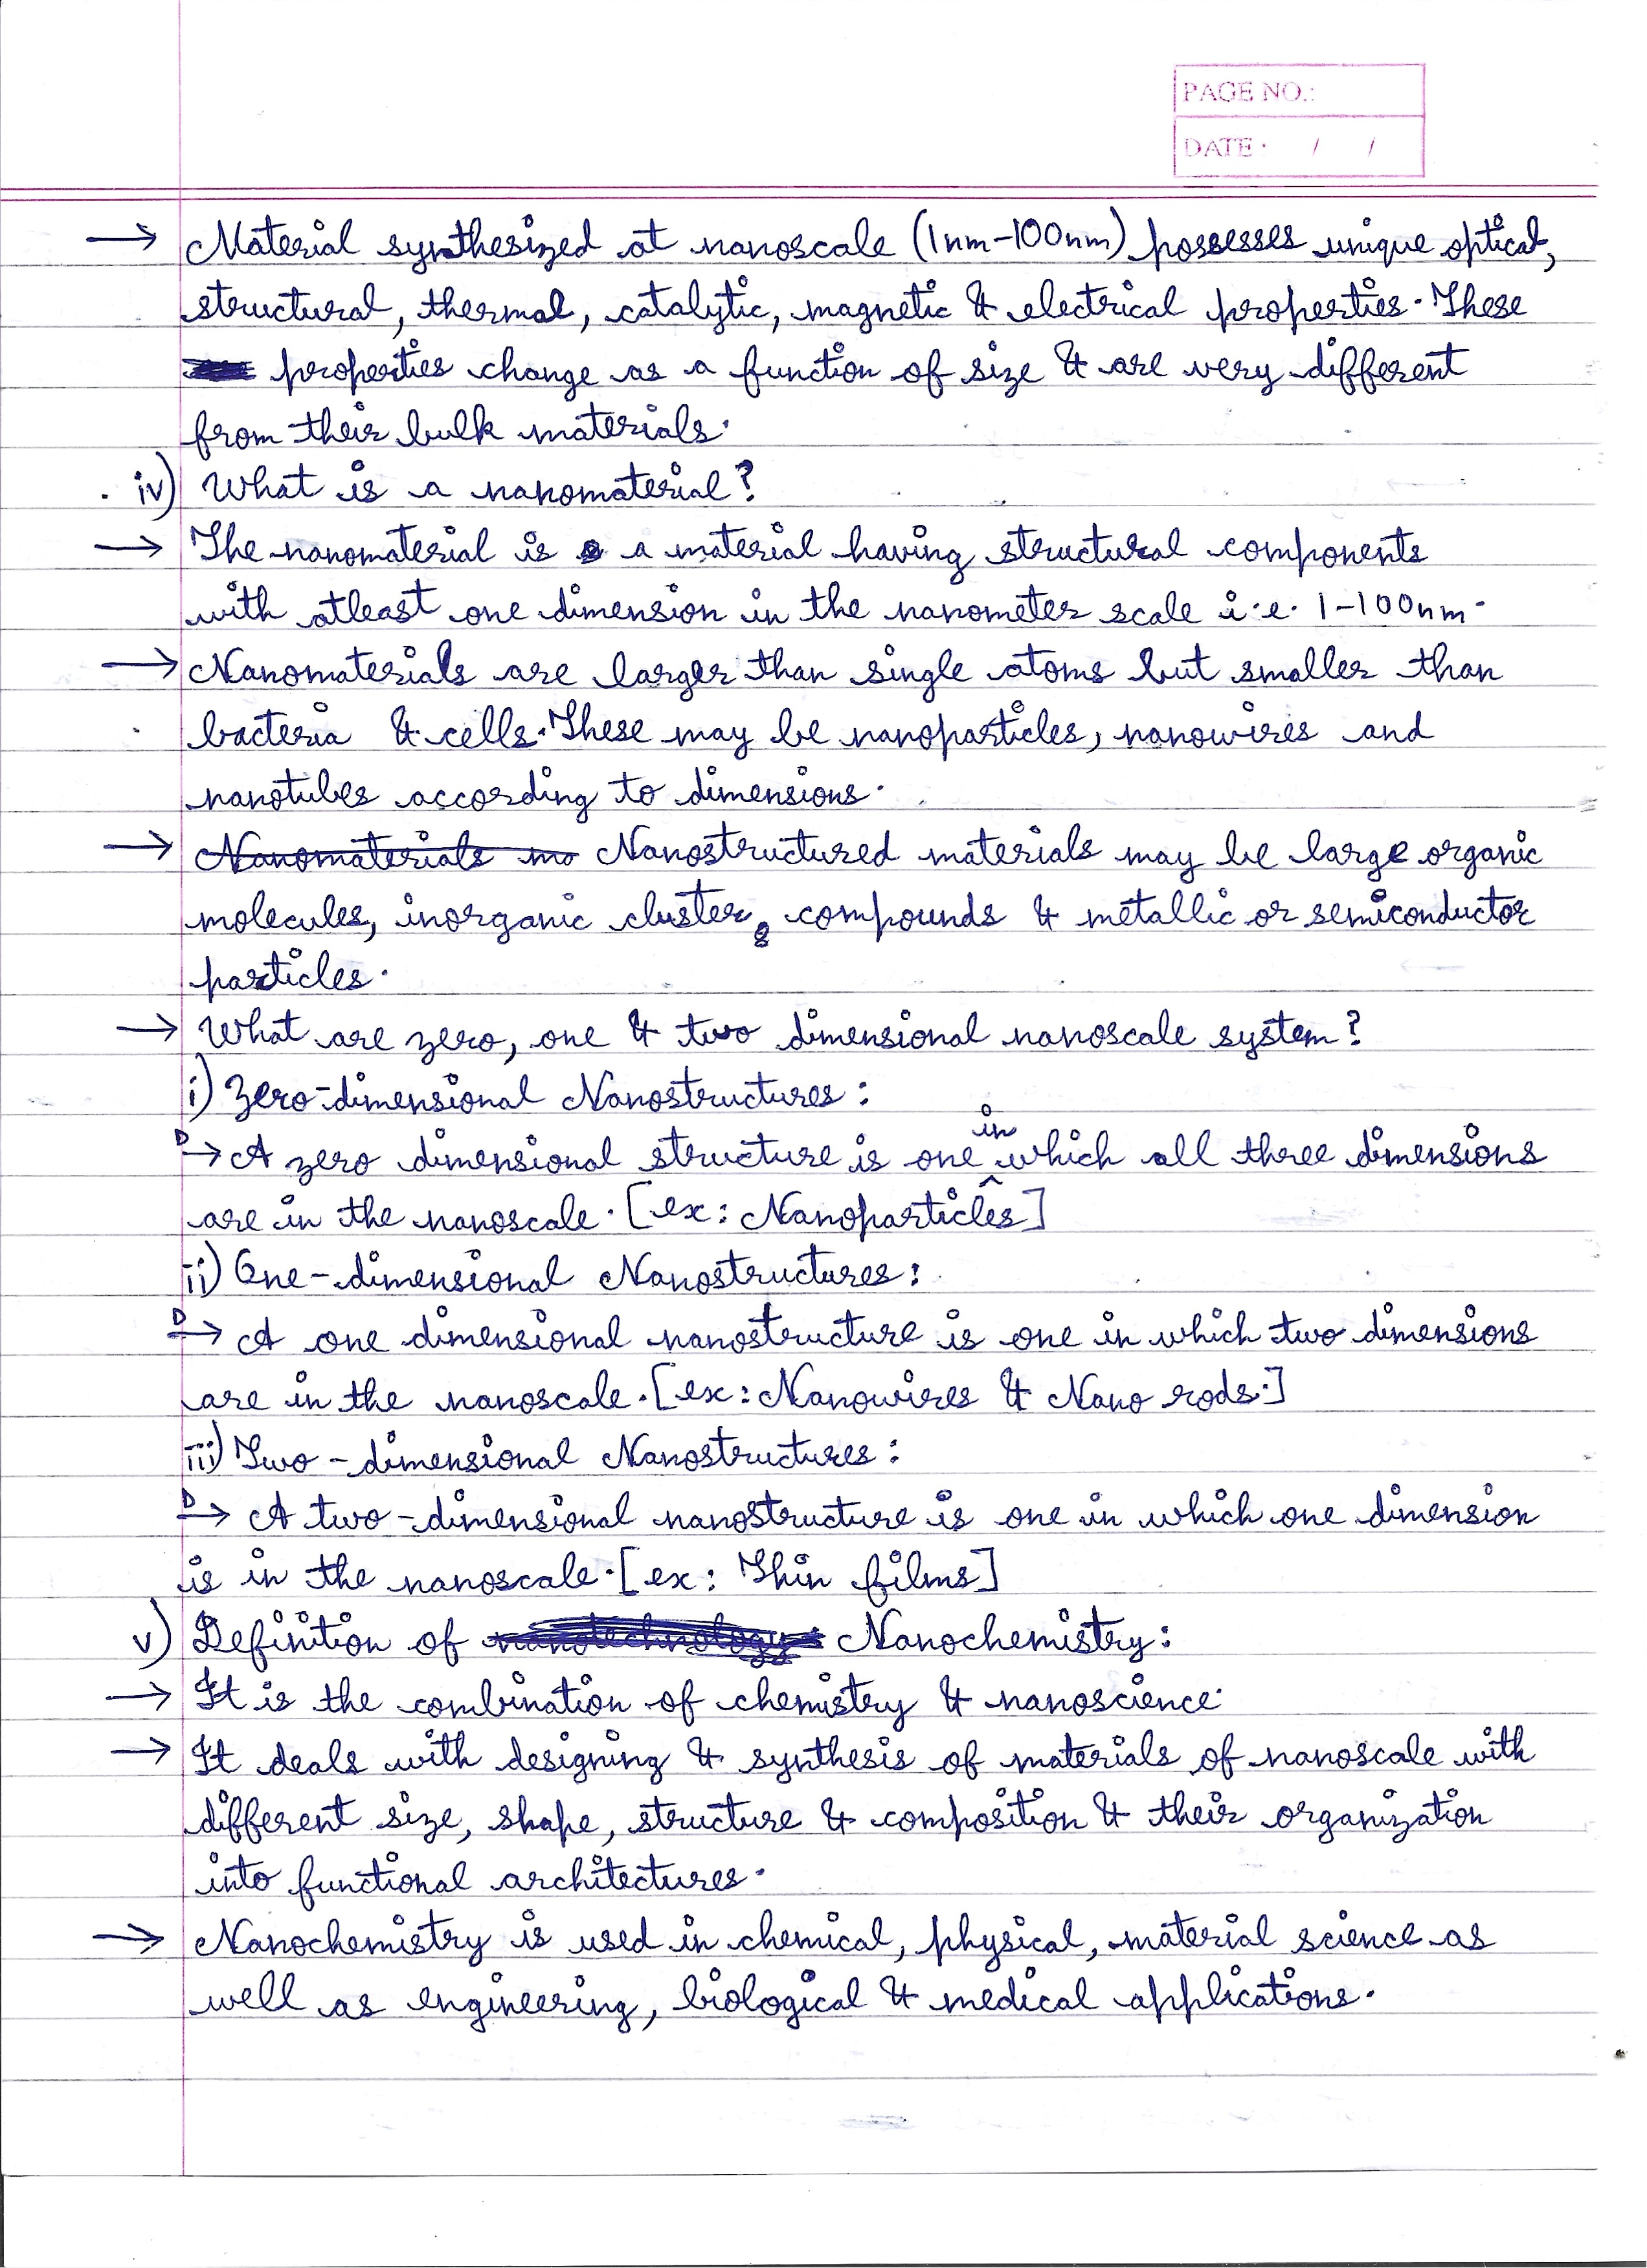 PAGE NO.:
DATE: / /
→ Material synthesized at nanoscale (1nm-100nm) possesses unique optical,
structural, thermal, catalytic, magnetic & electrical properties. These
properties change as a function of size & are very different
from their bulk materials.
iv) What is a nanomaterial?
→ The nanomaterial is a material having structural components
with atleast one dimension in the nanometer scale i.e. 1-100nm.
→ Nanomaterials are larger than single atoms but smaller than
bacteria & cells. These may be nanoparticles, nanowires and
nanotubes according to dimensions.
→ Nanomaterials ma Nanostructured materials may be large organic
molecules, inorganic clusters, compounds & metallic or semiconductor
particles.
→ What are zero, one & two dimensional nanoscale system?
i) Zero-dimensional Nanostructures:
D→ A zero dimensional structure is one in which all three dimensions
are in the nanoscale. [ex: Nanoparticles]
ii) One-dimensional Nanostructures:
D→ A one dimensional nanostructure is one in which two dimensions
are in the nanoscale. [ex: Nanowires & Nano rods.]
iii) Two-dimensional Nanostructures:
D→ A two-dimensional nanostructure is one in which one dimension
is in the nanoscale. [ex: Thin films]
v) Definition of nanotechnology: Nanochemistry:
→ It is the combination of chemistry & nanoscience.
→ It deals with designing & synthesis of materials of nanoscale with
different size, shape, structure & composition & their organization
into functional architectures.
→ Nanochemistry is used in chemical, physical, material science as
well as engineering, biological & medical applications.